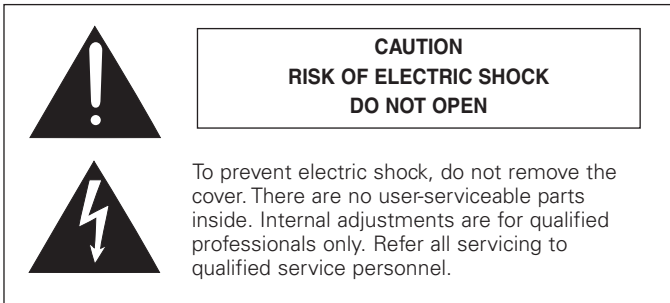 CAUTION
RISK OF ELECTRIC SHOCK
DO NOT OPEN
To prevent electric shock, do not remove the
cover. There are no user-serviceable parts
inside. Internal adjustments are for qualified
professionals only. Refer all servicing to
qualified service personnel.